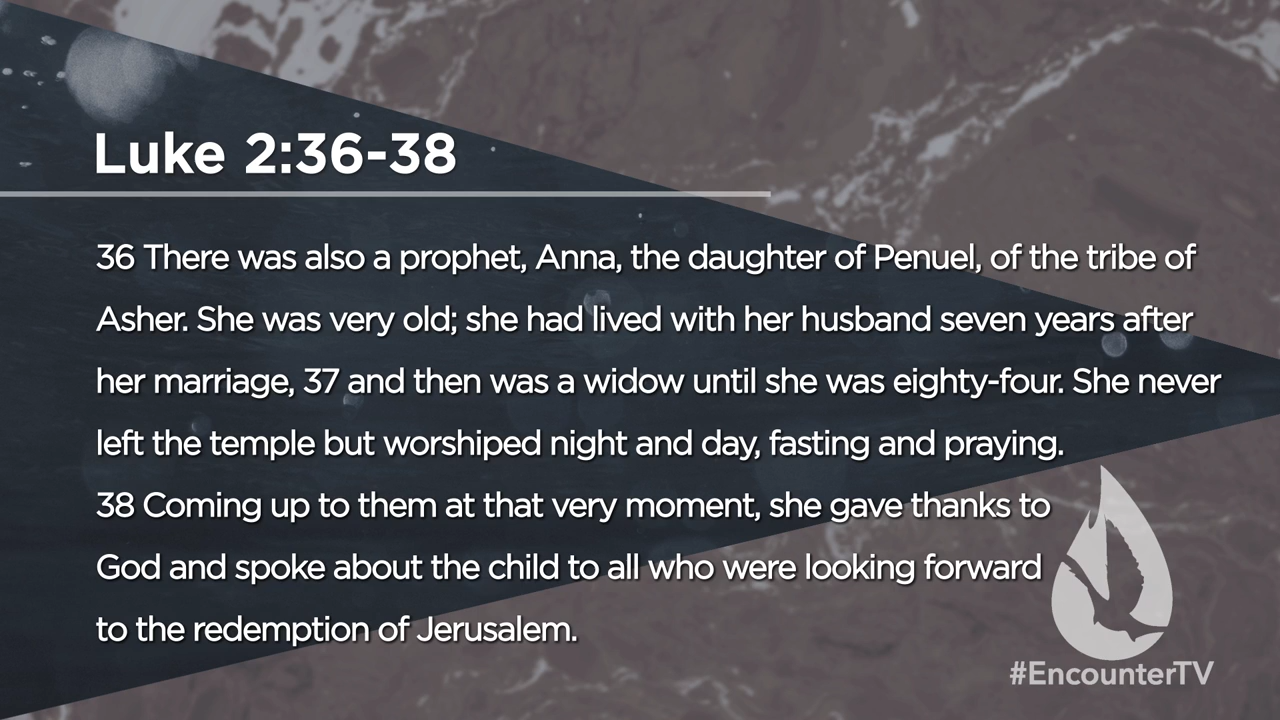 Luke 2:36-38
36 There was also a prophet, Anna, the daughter of Penuel, of the tribe of
Asher. She was very old; she had lived with her husband seven years after
her marriage, 37 and then was a widow until she was eighty-four. She never
left the temple but worshiped night and day, fasting and praying.
38 Coming up to them at that very moment, she gave thanks to
God and spoke about the child to all who were looking forward
to the redemption of Jerusalem.
#EncounterTV